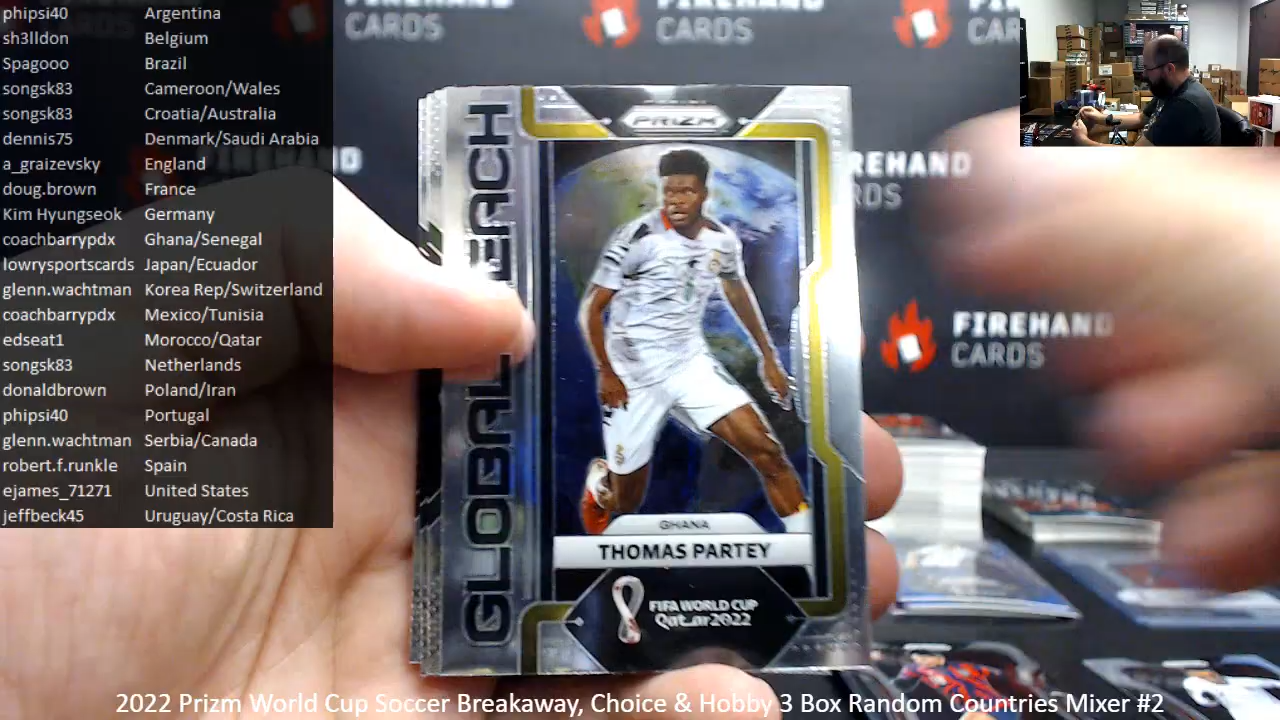 phipsi40 Argentina
sh3lldon Belgium
Spagooo Brazil
songsk83 Cameroon/Wales
songsk83 Croatia/Australia
dennis75 Denmark/Saudi Arabia
a_graizevsky England
doug.brown France
Kim Hyungseok Germany
coachbarrypdx Ghana/Senegal
lowrysportscards Japan/Ecuador
glenn.wachtman Korea Rep/Switzerland
coachbarrypdx Mexico/Tunisia
edseat1 Morocco/Qatar
songsk83 Netherlands
donaldbrown Poland/Iran
phipsi40 Portugal
glenn.wachtman Serbia/Canada
robert.f.runkle Spain
ejames_71271 United States
jeffbeck45 Uruguay/Costa Rica
CARDS
FIREHAND
CARDS
FIREHAND
CARDS
PRIZM
GLOBAL
GHANA
THOMAS PARTEY
FIFA WORLD CUP
Qatar2022
2022 Prizm World Cup Soccer Breakaway, Choice & Hobby 3 Box Random Countries Mixer #2